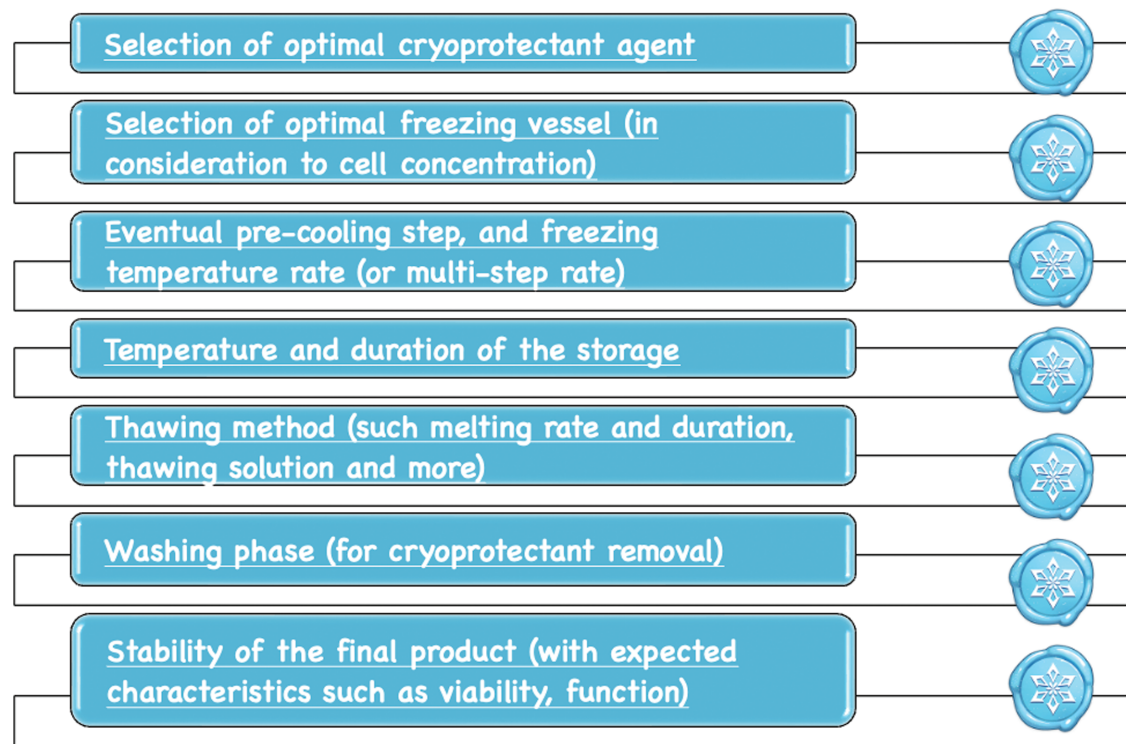 Selection of optimal cryoprotectant agent
Selection of optimal freezing vessel (in
consideration to cell concentration)
Eventual pre-cooling step, and freezing
temperature rate (or multi-step rate)
Temperature and duration of the storage
Thawing method (such melting rate and duration,
thawing solution and more)
Washing phase (for cryoprotectant removal)
Stability of the final product (with expected
characteristics such as viability, function)